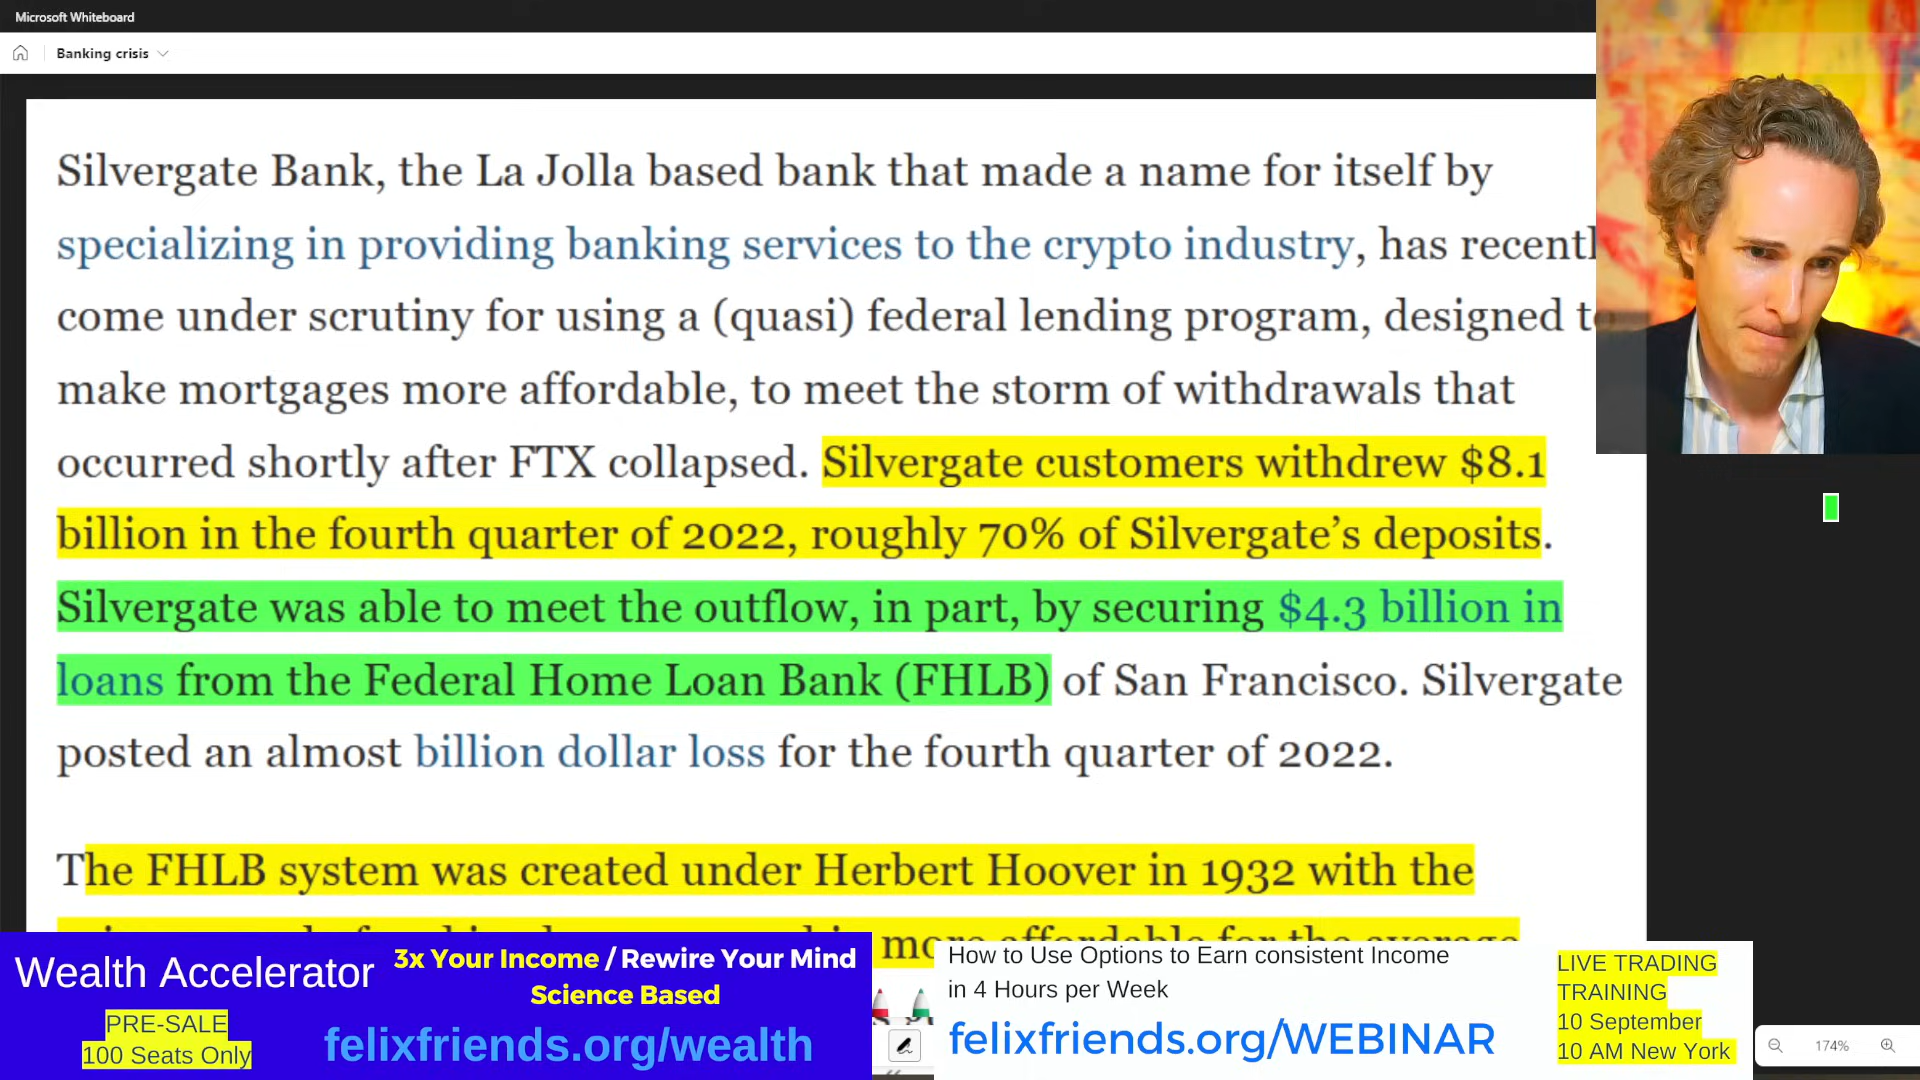 Microsoft Whiteboard
Banking crisis
Silvergate Bank, the La Jolla based bank that made a name for itself by
specializing in providing banking services to the crypto industry, has recentl
come under scrutiny for using a (quasi) federal lending program, designed to
make mortgages more affordable, to meet the storm of withdrawals that
occurred shortly after FTX collapsed. Silvergate customers withdrew $8.1
billion in the fourth quarter of 2022, roughly 70% of Silvergate’s deposits.
Silvergate was able to meet the outflow, in part, by securing $4.3 billion in
loans from the Federal Home Loan Bank (FHLB) of San Francisco. Silvergate
posted an almost billion dollar loss for the fourth quarter of 2022.
The FHLB system was created under Herbert Hoover in 1932 with the
more affordable for the average
Wealth Accelerator
PRE-SALE
100 Seats Only
3x Your Income / Rewire Your Mind
Science Based
felixfriends.org/wealth
How to Use Options to Earn consistent Income
in 4 Hours per Week
felixfriends.org/WEBINAR
LIVE TRADING
TRAINING
10 September
10 AM New York
174%